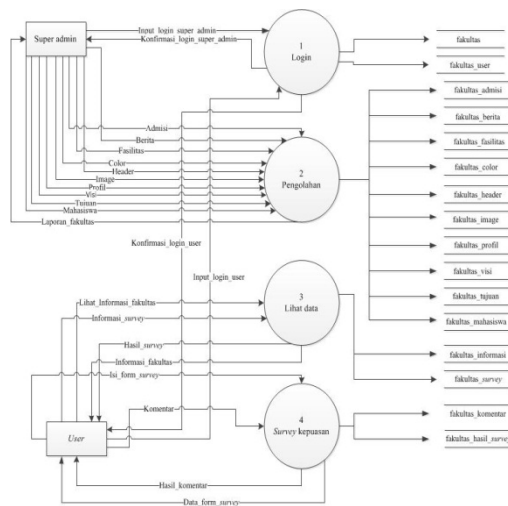 Super admin
Input_login_super_admin
Konfirmasi_login_super_admin
1
Login
fakultas
fakultas_user
fakultas_admisi
fakultas_berita
fakultas_fasilitas
fakultas_color
fakultas_header
fakultas_image
fakultas_profil
fakultas_visi
fakultas_tujuan
fakultas_mahasiswa
Admisi
Berita
Fasilitas
Color
Header
Image
Profil
Visi
Tujuan
Mahasiswa
Laporan_fakultas
2
Pengolahan
Konfirmasi_login_user
Input_login_user
Lihat_Informasi_fakultas
Informasi_survey
3
Lihat data
fakultas_informasi
fakultas_survey
Hasil_survey
Informasi_fakultas
Isi_form_survey
User
Komentar
4
Survey kepuasan
fakultas_komentar
fakultas_hasil_survey
Hasil_komentar
Data_form_survey